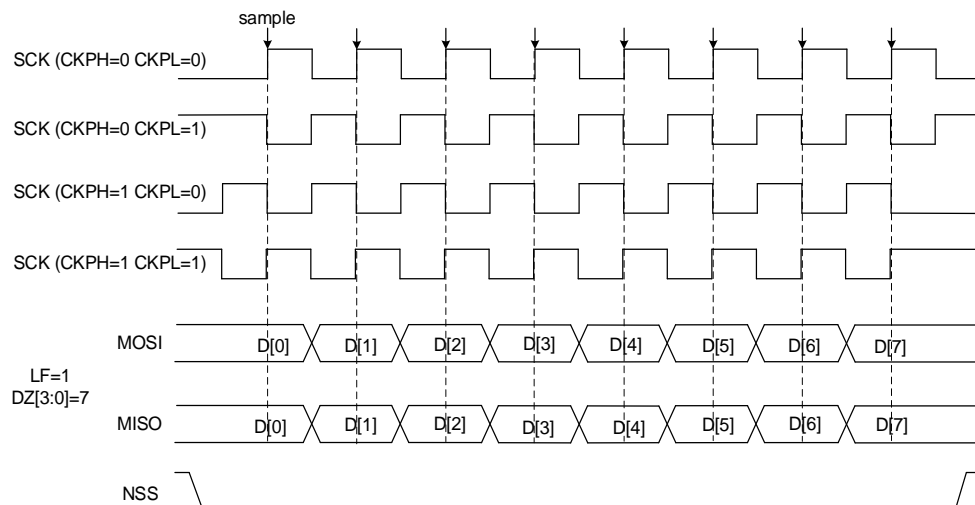 sample
SCK (CKPH=0 CKPL=0)
SCK (CKPH=0 CKPL=1)
SCK (CKPH=1 CKPL=0)
SCK (CKPH=1 CKPL=1)
MOSI D[0] D[1] D[2] D[3] D[4] D[5] D[6] D[7]
LF=1
DZ[3:0]=7
MISO D[0] D[1] D[2] D[3] D[4] D[5] D[6] D[7]
NSS